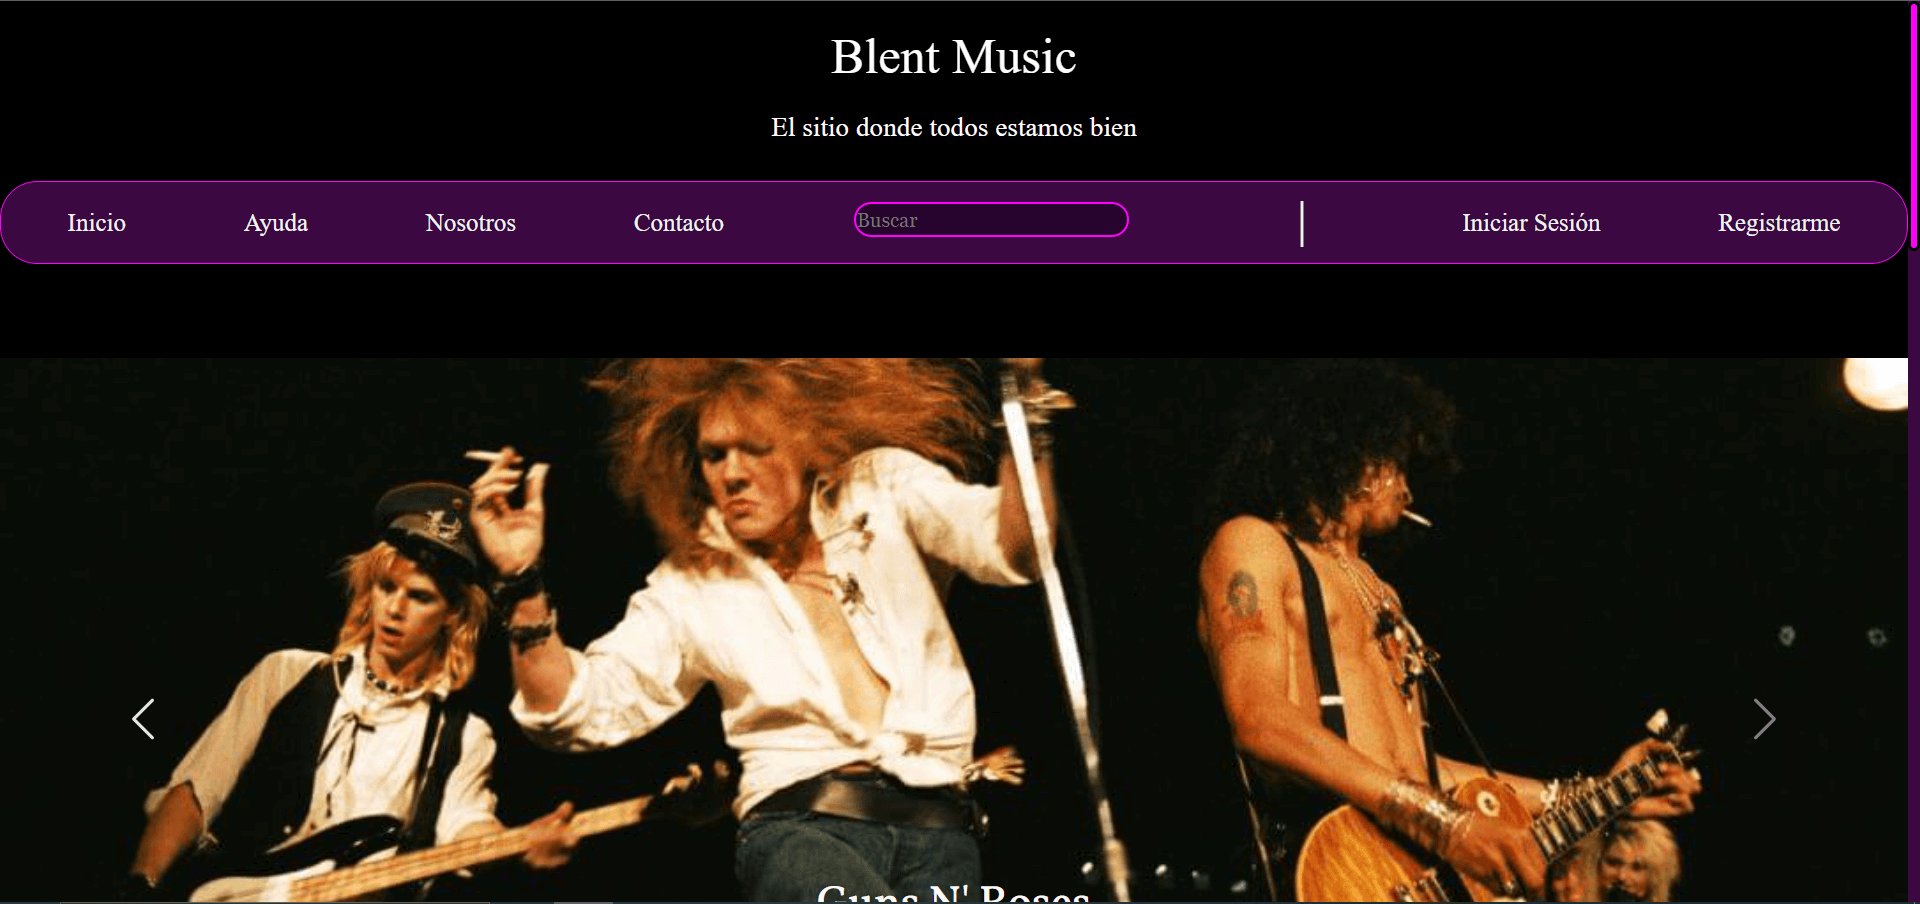 Blent Music
El sitio donde todos estamos bien
Inicio Ayuda Nosotros Contacto Buscar | Iniciar Sesión Registrarme
Guns N' Roses